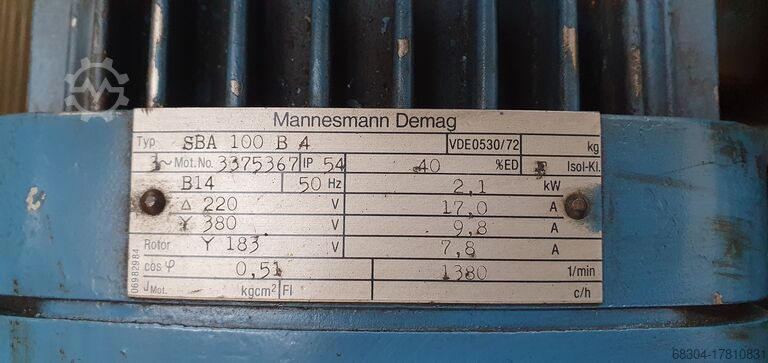 Mannesmann Demag
Typ SBA 100 B 4 VDE0530/72 kg
3~ Mot.No. 3375367 IP 54 40 %ED Isol-Kl.
B14 50 Hz 2,1 kW
Δ 220 V 17,0 A
Y 380 V 9,8 A
Rotor Y 183 V 7,8 A
cos φ 0,51 1380 1/min
J Mot. kgcm² FI c/h
06982984
68304-17810831